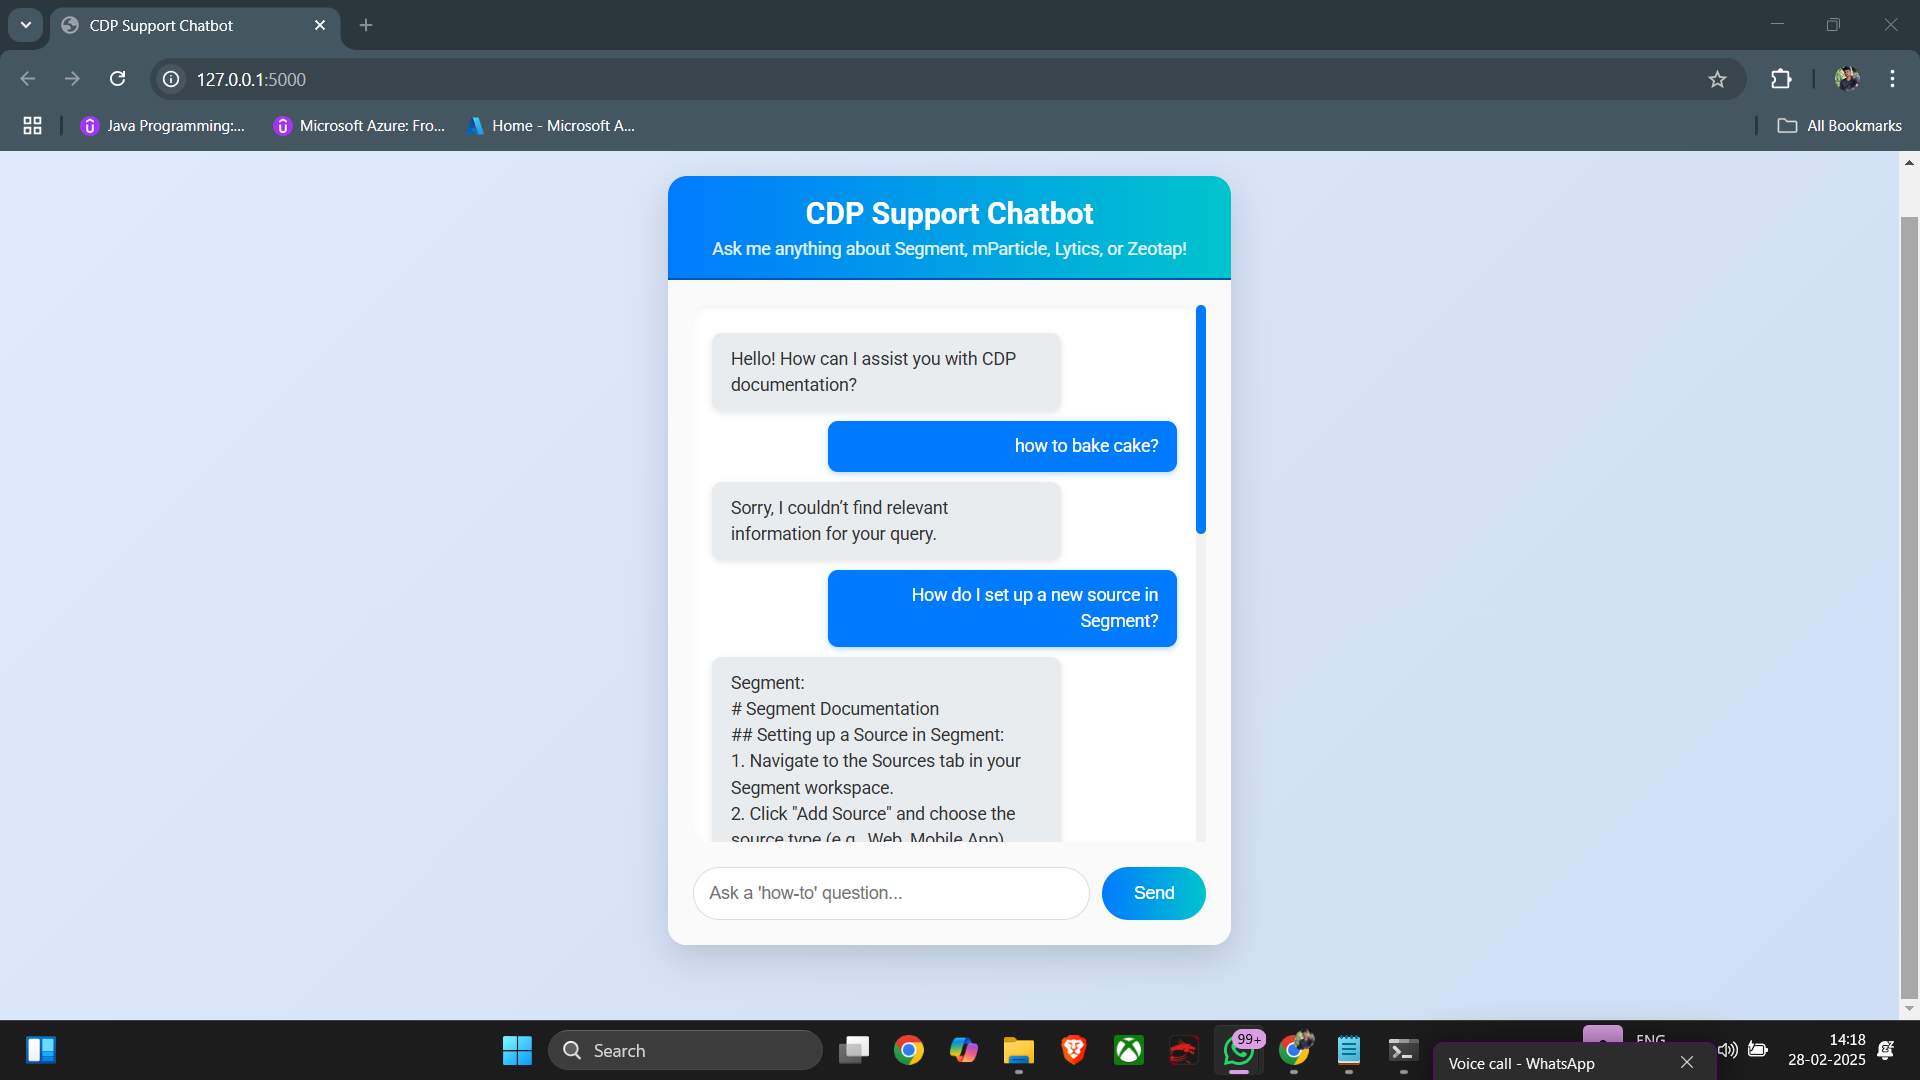 CDP Support Chatbot
127.0.0.1:5000
Java Programming:...
Microsoft Azure: Fro...
Home - Microsoft A...
All Bookmarks
CDP Support Chatbot
Ask me anything about Segment, mParticle, Lytics, or Zeotap!
Hello! How can I assist you with CDP
documentation?
how to bake cake?
Sorry, I couldn’t find relevant
information for your query.
How do I set up a new source in
Segment?
Segment:
# Segment Documentation
## Setting up a Source in Segment:
1. Navigate to the Sources tab in your
Segment workspace.
2. Click "Add Source" and choose the
source type (e.g., Web, Mobile App)
Ask a 'how-to' question...
Send
Search
99+
Voice call - WhatsApp
ENG
14:18
28-02-2025